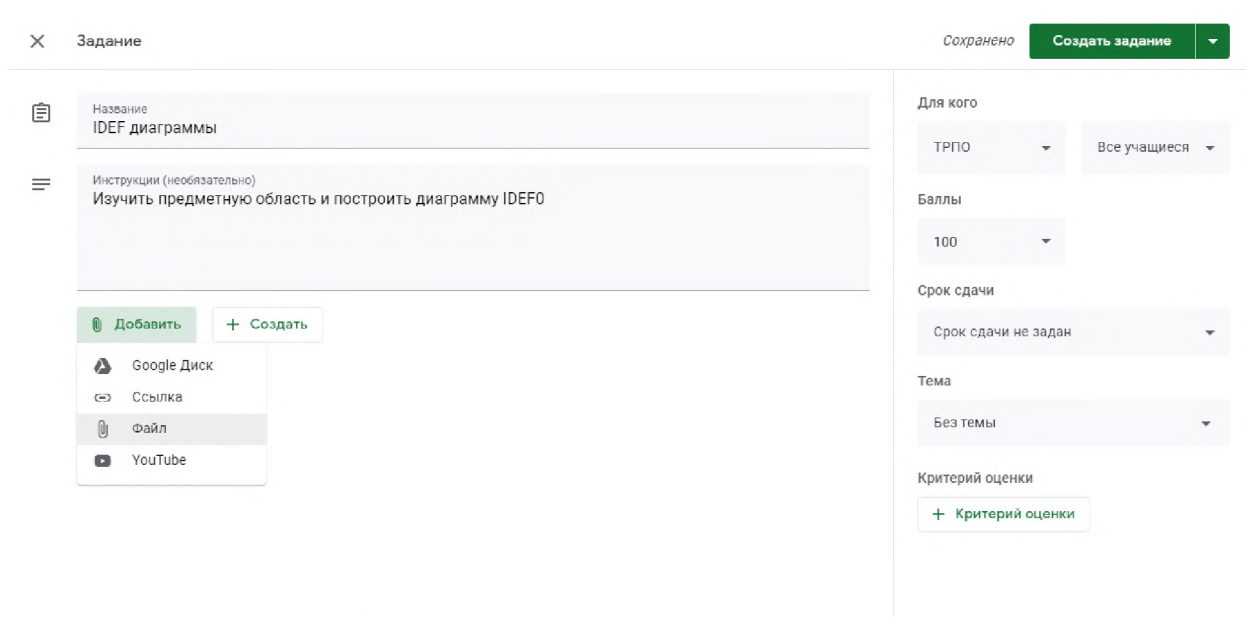 Задание
Сохранено
Создать задание
Название
IDEF диаграммы
Инструкции (необязательно)
Изучить предметную область и построить диаграмму IDEF0
Добавить
+ Создать
Google Диск
Ссылка
Файл
YouTube
Для кого
ТРПО
Все учащиеся
Баллы
100
Срок сдачи
Срок сдачи не задан
Тема
Без темы
Критерий оценки
+ Критерий оценки